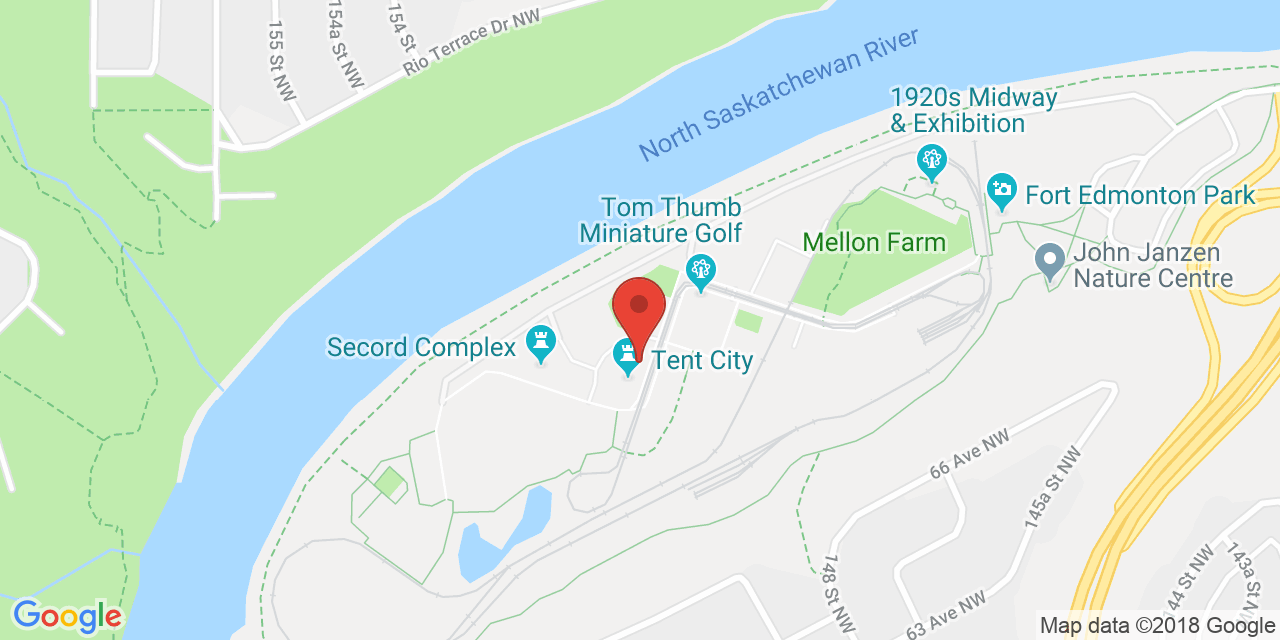 155 St NW
154a St NW
154 St
Rio Terrace Dr NW
North Saskatchewan River
1920s Midway
& Exhibition
Fort Edmonton Park
Tom Thumb
Miniature Golf
Mellon Farm
John Janzen
Nature Centre
Secord Complex
Tent City
66 Ave NW
145a St NW
148 St NW
63 Ave NW
144 St NW
143a St NW
Google
Map data ©2018 Google